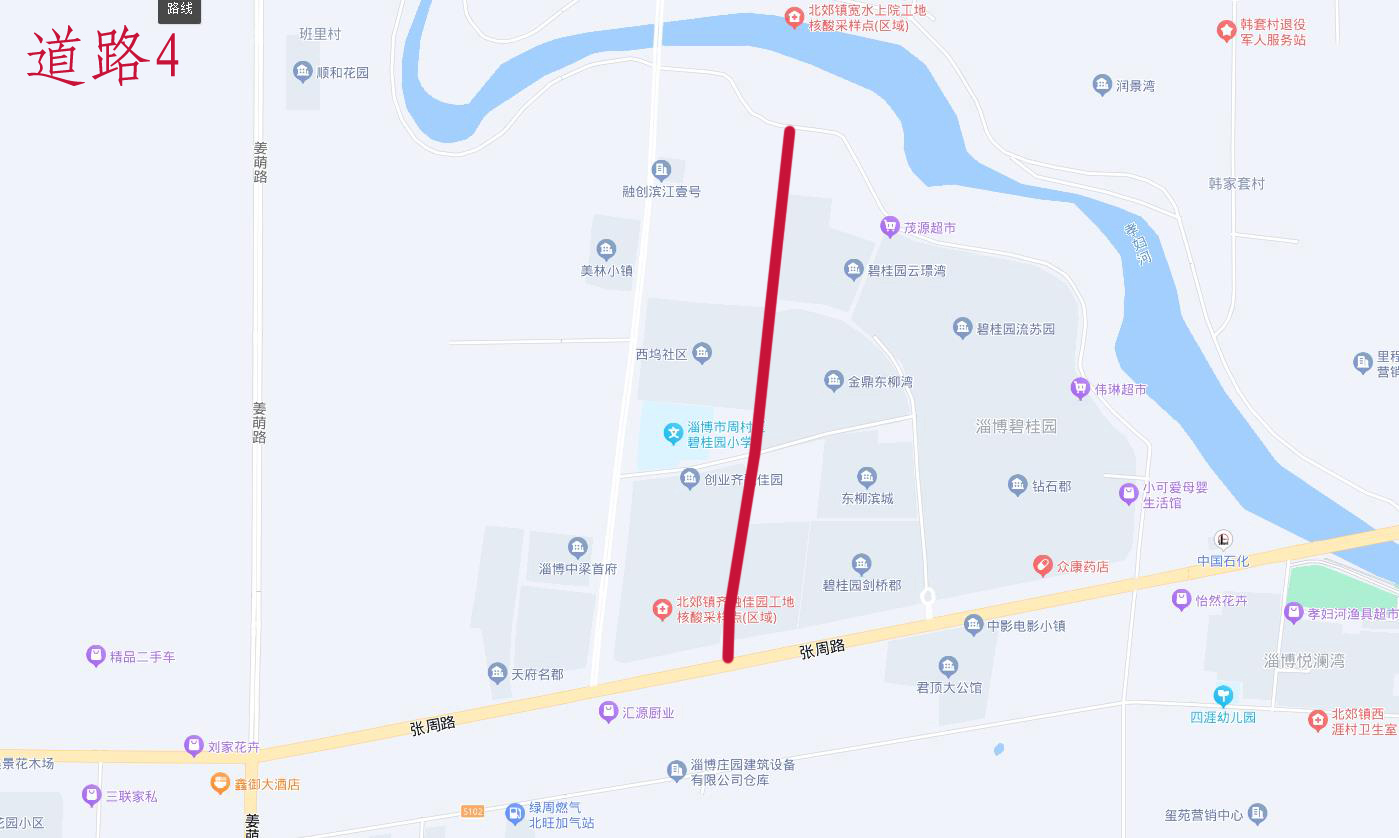 路线
道路4
北郊镇宽水上院工地
核酸采样点(区域)
韩套村退役
军人服务站
班里村
顺和花园
润景湾
姜萌路
融创滨江壹号
韩家套村
茂源超市
孝妇河
美林小镇
碧桂园云璟湾
碧桂园流苏园
西坞社区
里程
营销
金鼎东柳湾
伟琳超市
姜萌路
淄博市周村
碧桂园小学
淄博碧桂园
创业齐 佳园
东柳滨城
钻石郡
小可爱母婴
生活馆
淄博中梁首府
碧桂园剑桥郡
众康药店
中国石化
北郊镇齐融佳园工地
核酸采样点(区域)
怡然花卉
孝妇河渔具超市
中影电影小镇
张周路
精品二手车
天府名郡
君顶大公馆
淄博悦澜湾
汇源厨业
四涯幼儿园
北郊镇西
涯村卫生室
张周路
刘家花卉
景花木场
鑫御大酒店
淄博庄园建筑设备
有限公司仓库
三联家私
S102
绿周燃气
北旺加气站
玺苑营销中心
花园小区
姜萌